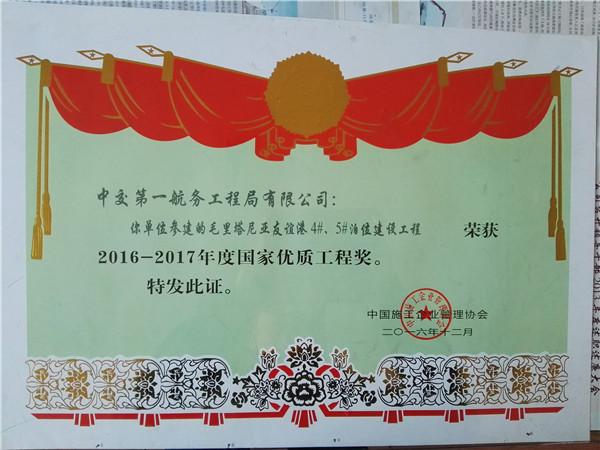 中交第一航务工程局有限公司：
你单位参建的毛里塔尼亚友谊港4#、5#泊位建设工程 荣获
2016-2017年度国家优质工程奖。
特发此证。
中国施工企业管理协会
二〇一六年十二月